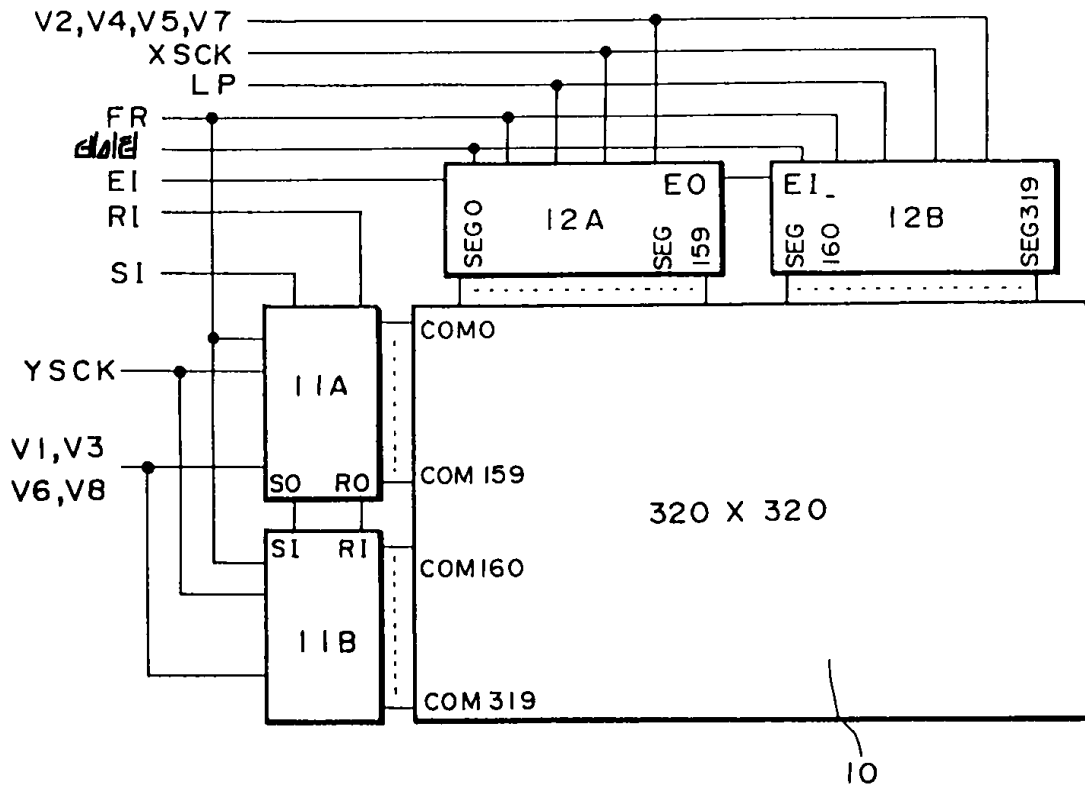 V2,V4,V5,V7
XSCK
LP
FR
EI
RI
SI
YSCK
V1,V3
V6,V8
12A
EO
SEG0
SEG 159
EI
12B
SEG 160
SEG319
11A
SO RO
SI RI
11B
COM0
COM 159
COM 160
COM 319
320 X 320
10